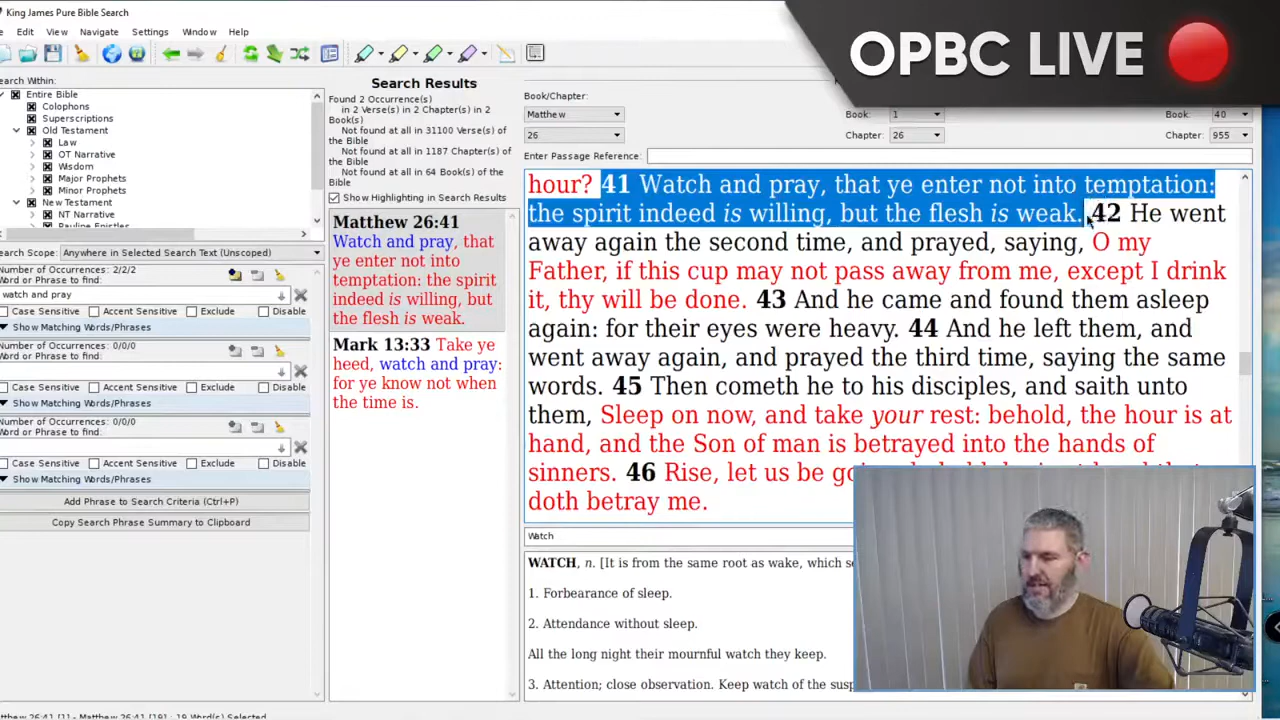 King James Pure Bible Search
OPBC LIVE
Edit View Navigate Settings Window Help
earch Within:
Entire Bible
Colophons
Superscriptions
Old Testament
Law
OT Narrative
Wisdom
Major Prophets
Minor Prophets
New Testament
NT Narrative
Pauline Epistles
Search Scope: Anywhere in Selected Search Text (Unscoped)
Number of Occurrences: 2/2/2
Word or Phrase to find:
watch and pray
Case Sensitive Accent Sensitive Exclude Disable
Show Matching Words/Phrases
Number of Occurrences: 0/0/0
Word or Phrase to find:
Case Sensitive Accent Sensitive Exclude Disable
Show Matching Words/Phrases
Number of Occurrences: 0/0/0
Word or Phrase to find:
Case Sensitive Accent Sensitive Exclude Disable
Show Matching Words/Phrases
Add Phrase to Search Criteria (Ctrl+P)
Copy Search Phrase Summary to Clipboard
Search Results
Found 2 Occurrence(s)
in 2 Verse(s) in 2 Chapter(s) in 2
Book(s)
Not found at all in 31100 Verse(s) of
the Bible
Not found at all in 1187 Chapter(s) of
the Bible
Not found at all in 64 Book(s) of the
Bible
Show Highlighting in Search Results
Matthew 26:41
Watch and pray, that
ye enter not into
temptation: the spirit
indeed is willing, but
the flesh is weak.
Mark 13:33 Take ye
heed, watch and pray:
for ye know not when
the time is.
Book/Chapter:
Matthew Book: 1 Book: 40
26 Chapter: 26 Chapter: 955
Enter Passage Reference:
hour? 41 Watch and pray, that ye enter not into temptation:
the spirit indeed is willing, but the flesh is weak. 42 He went
away again the second time, and prayed, saying, O my
Father, if this cup may not pass away from me, except I drink
it, thy will be done. 43 And he came and found them asleep
again: for their eyes were heavy. 44 And he left them, and
went away again, and prayed the third time, saying the same
words. 45 Then cometh he to his disciples, and saith unto
them, Sleep on now, and take your rest: behold, the hour is at
hand, and the Son of man is betrayed into the hands of
sinners. 46 Rise, let us be
doth betray me.
Watch
WATCH, n. [It is from the same root as wake, which
1. Forbearance of sleep.
2. Attendance without sleep.
All the long night their mournful watch they keep.
3. Attention; close observation. Keep watch of the
Matthew 26:41 [1] - Matthew 26:41 [19] : 19 Word(s) Selected